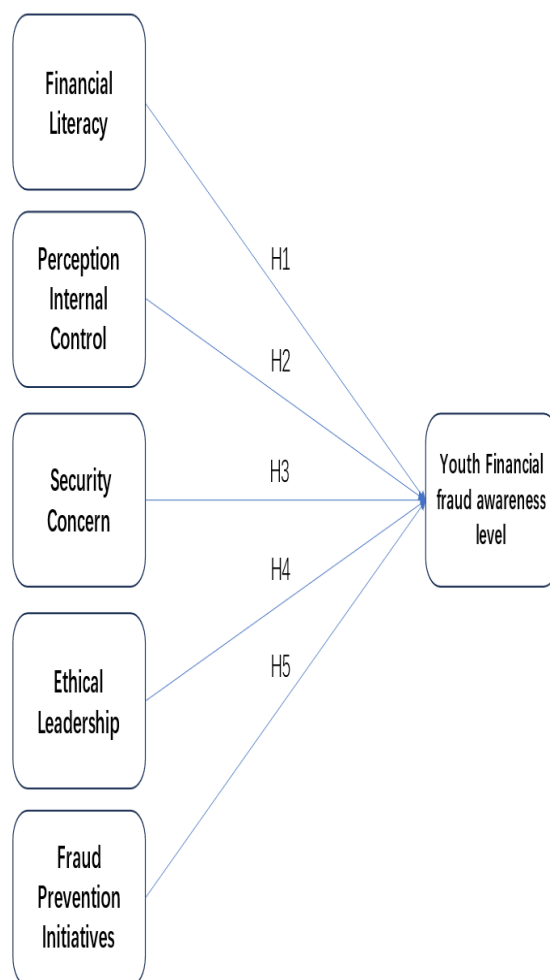 Financial
Literacy
H1
Perception
Internal
Control
H2
Security
Concern
H3
Youth Financial
fraud awareness
level
H4
Ethical
Leadership
H5
Fraud
Prevention
Initiatives